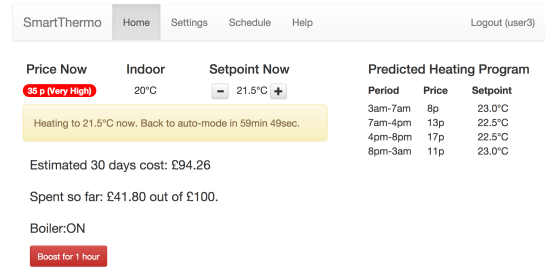 SmartThermo Home Settings Schedule Help Logout (user3)
Price Now Indoor Setpoint Now
35 p (Very High) 20°C − 21.5°C +
Heating to 21.5°C now. Back to auto-mode in 59min 49sec.
Estimated 30 days cost: £94.26
Spent so far: £41.80 out of £100.
Boiler:ON
Boost for 1 hour
Predicted Heating Program
Period Price Setpoint
3am-7am 8p 23.0°C
7am-4pm 13p 22.5°C
4pm-8pm 17p 22.5°C
8pm-3am 11p 23.0°C